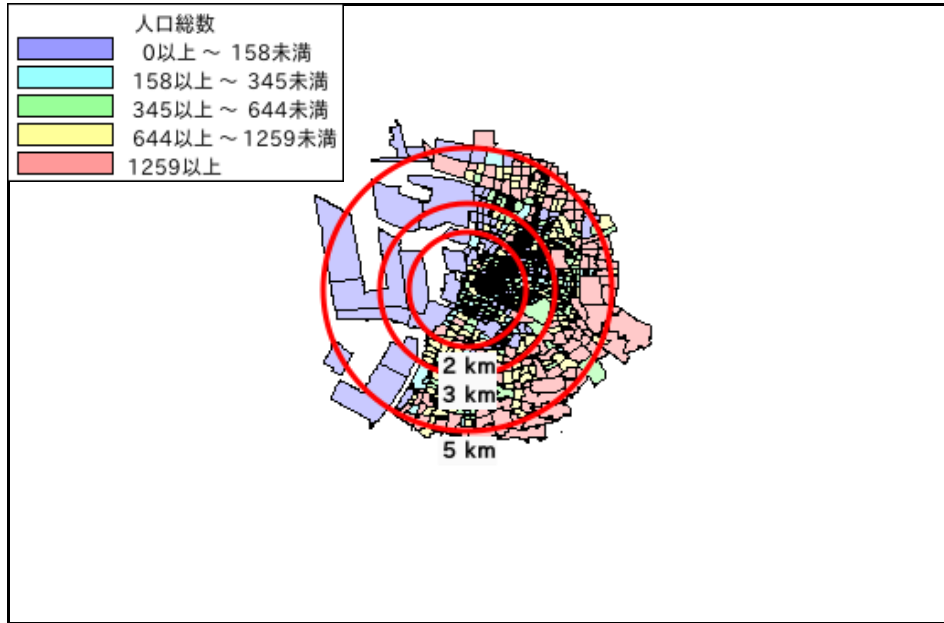 人口総数
0以上 ~ 158未満
158以上 ~ 345未満
345以上 ~ 644未満
644以上 ~ 1259未満
1259以上
2 km
3 km
5 km